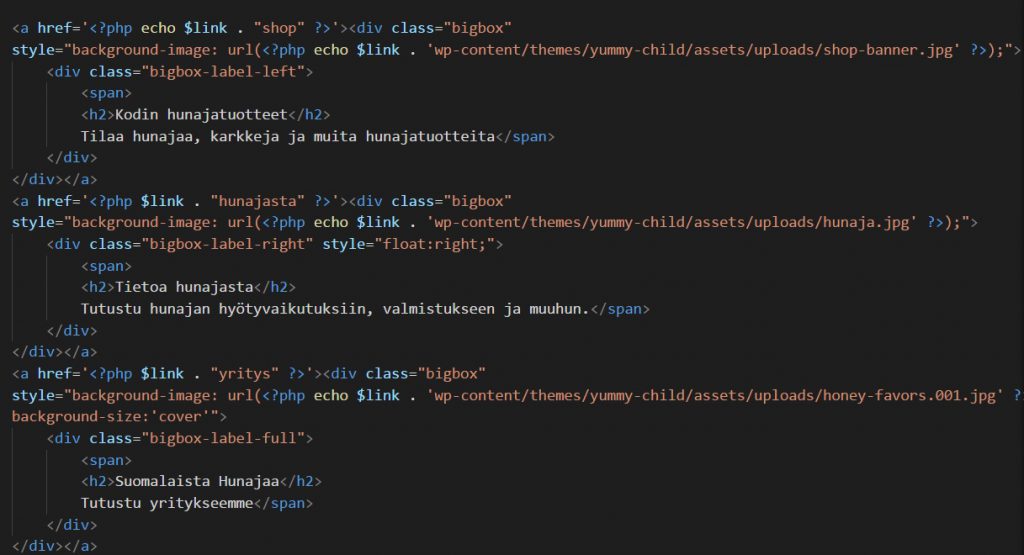 <a href='<?php echo $link . "shop" ?>'><div class="bigbox"
style="background-image: url(<?php echo $link . 'wp-content/themes/yummy-child/assets/uploads/shop-banner.jpg' ?>);">
<div class="bigbox-label-left">
<span>
<h2>Kodin hunajatuotteet</h2>
Tilaa hunajaa, karkkeja ja muita hunajatuotteita</span>
</div>
</div></a>
<a href='<?php $link . "hunajasta" ?>'><div class="bigbox"
style="background-image: url(<?php echo $link . 'wp-content/themes/yummy-child/assets/uploads/hunaja.jpg' ?>);">
<div class="bigbox-label-right" style="float:right;">
<span>
<h2>Tietoa hunajasta</h2>
Tutustu hunajan hyötyvaikutuksiin, valmistukseen ja muuhun.</span>
</div>
</div></a>
<a href='<?php $link . "yritys" ?>'><div class="bigbox"
style="background-image: url(<?php echo $link . 'wp-content/themes/yummy-child/assets/uploads/honey-favors.001.jpg' ?
background-size:'cover'">
<div class="bigbox-label-full">
<span>
<h2>Suomalaista Hunajaa</h2>
Tutustu yritykseemme</span>
</div>
</div></a>